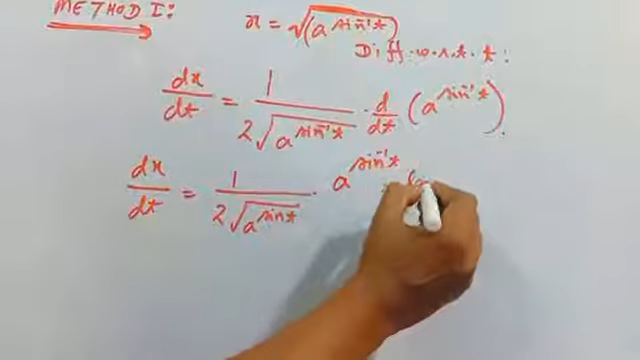 METHOD I:
x = √(a^sin⁻¹t)
Diff. w.r.t. t:
dx/dt = 1/(2√(a^sin⁻¹t)) · d/dt (a^sin⁻¹t).
dx/dt = 1/(2√(a^sin t)) · a^sin⁻¹t